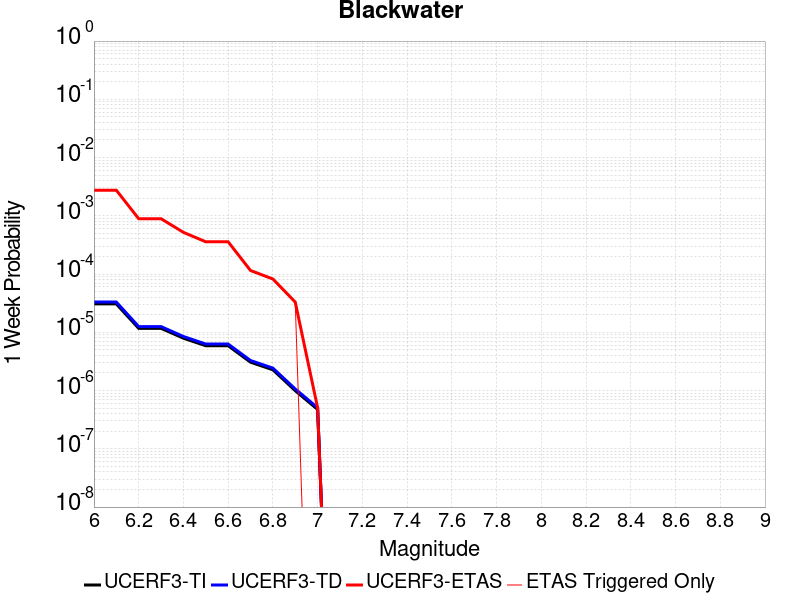 Blackwater
10^0
10^-1
10^-2
10^-3
10^-4
10^-5
10^-6
10^-7
10^-8
1 Week Probability
6 6.2 6.4 6.6 6.8 7 7.2 7.4 7.6 7.8 8 8.2 8.4 8.6 8.8 9
Magnitude
UCERF3-TI UCERF3-TD UCERF3-ETAS ETAS Triggered Only